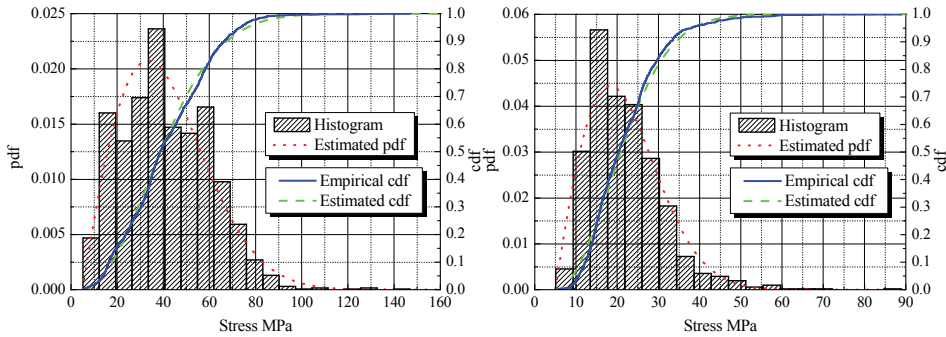 0.025
0.020
0.015
0.010
0.005
0.000
pdf
0 20 40 60 80 100 120 140 160
Stress MPa
1.0
0.9
0.8
0.7
0.6
0.5
0.4
0.3
0.2
0.1
0.0
cdf
Histogram
Estimated pdf
Empirical cdf
Estimated cdf
0.06
0.05
0.04
0.03
0.02
0.01
0.00
pdf
0 10 20 30 40 50 60 70 80 90
Stress MPa
1.0
0.9
0.8
0.7
0.6
0.5
0.4
0.3
0.2
0.1
0.0
cdf
Histogram
Estimated pdf
Empirical cdf
Estimated cdf